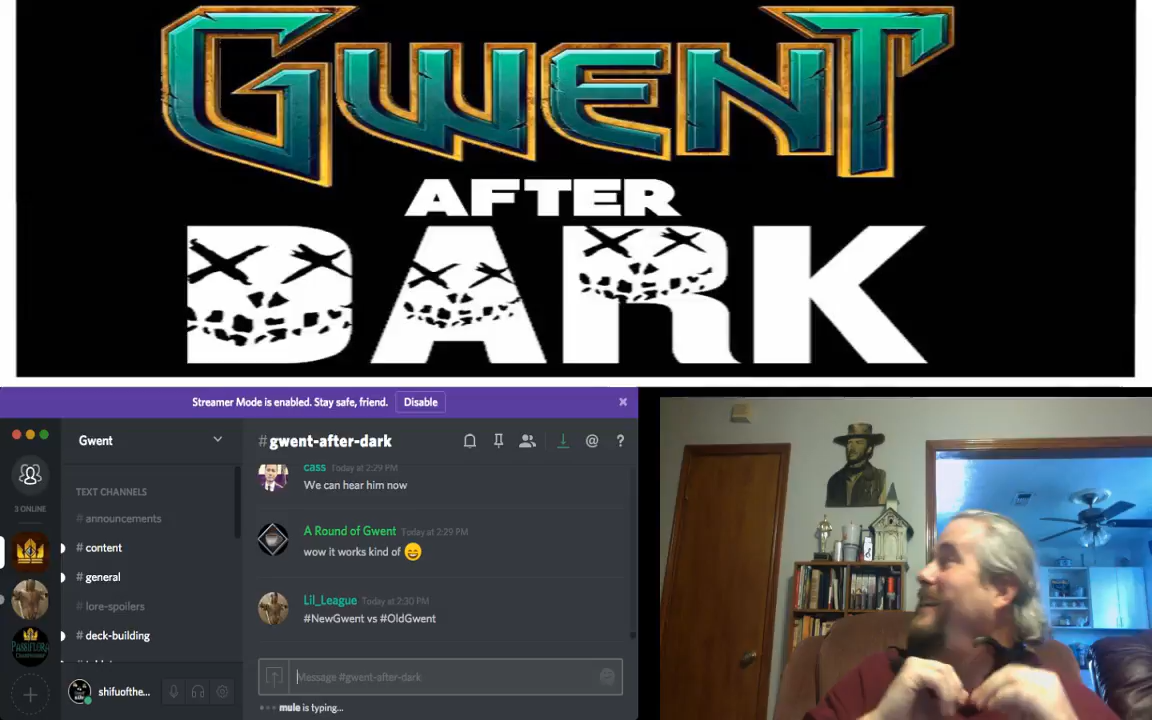 GWENT
AFTER
DARK
Streamer Mode is enabled. Stay safe, friend. Disable
Gwent
#gwent-after-dark
3 ONLINE
TEXT CHANNELS
# announcements
# content
# general
# lore-spoilers
# deck-building
shifuofthe...
cass Today at 2:29 PM
We can hear him now
A Round of Gwent Today at 2:29 PM
wow it works kind of 😄
Lil_League Today at 2:30 PM
#NewGwent vs #OldGwent
Message #gwent-after-dark
mule is typing...